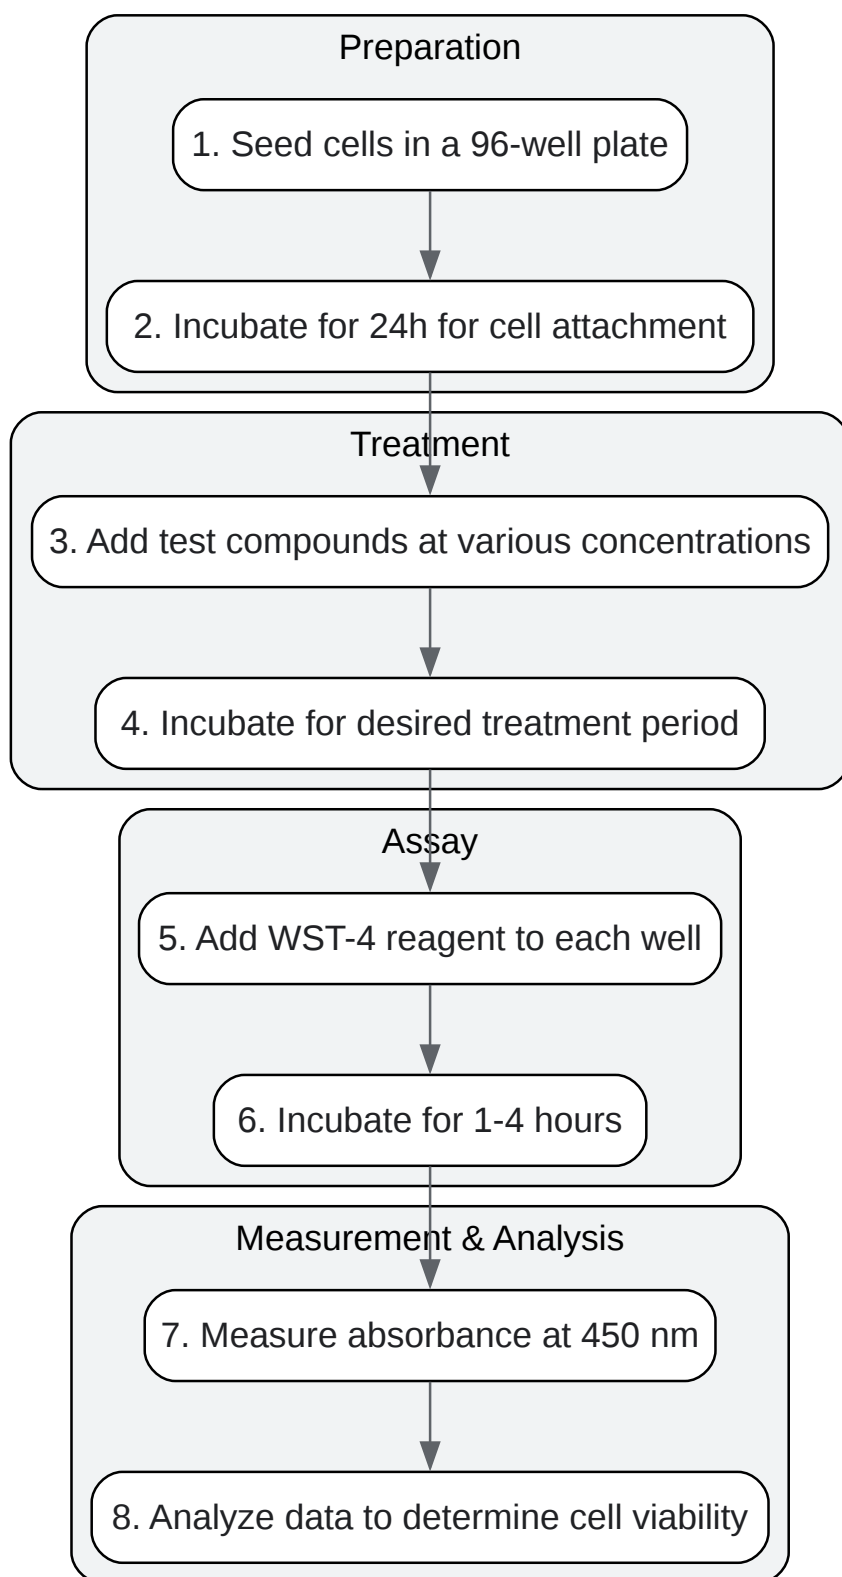 Preparation
1. Seed cells in a 96-well plate
2. Incubate for 24h for cell attachment
Treatment
3. Add test compounds at various concentrations
4. Incubate for desired treatment period
Assay
5. Add WST-4 reagent to each well
6. Incubate for 1-4 hours
Measurement & Analysis
7. Measure absorbance at 450 nm
8. Analyze data to determine cell viability